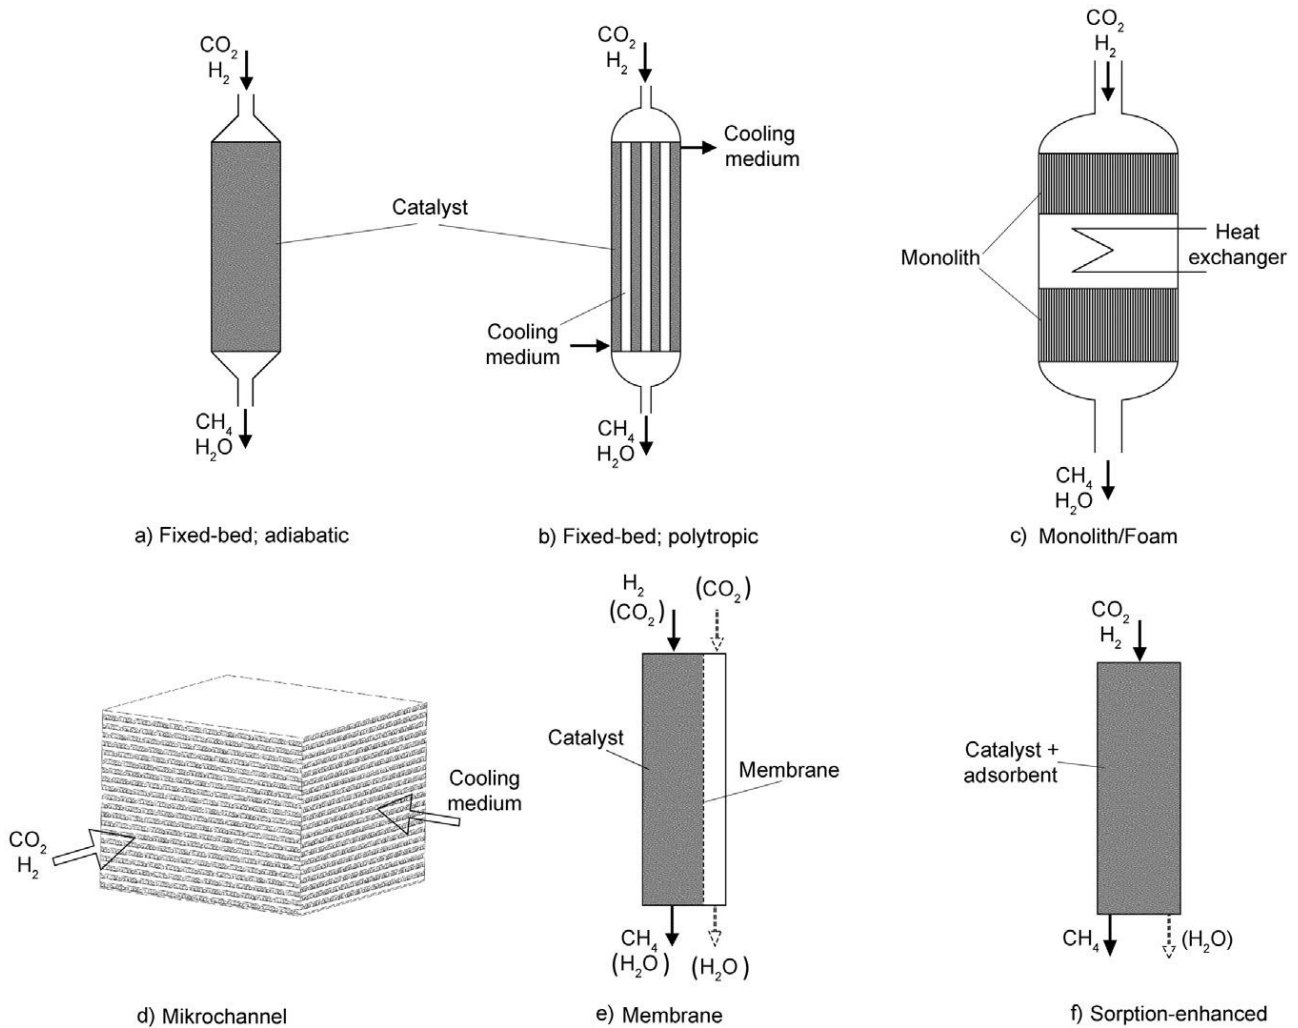 CO2
H2
Catalyst
CH4
H2O
a) Fixed-bed; adiabatic
CO2
H2
Cooling
medium
Cooling
medium
CH4
H2O
b) Fixed-bed; polytropic
CO2
H2
Monolith
Heat
exchanger
CH4
H2O
c) Monolith/Foam
CO2
H2
Cooling
medium
d) Mikrochannel
H2
(CO2)
(CO2)
Catalyst
Membrane
CH4
(H2O)
(H2O)
e) Membrane
CO2
H2
Catalyst +
adsorbent
CH4
(H2O)
f) Sorption-enhanced